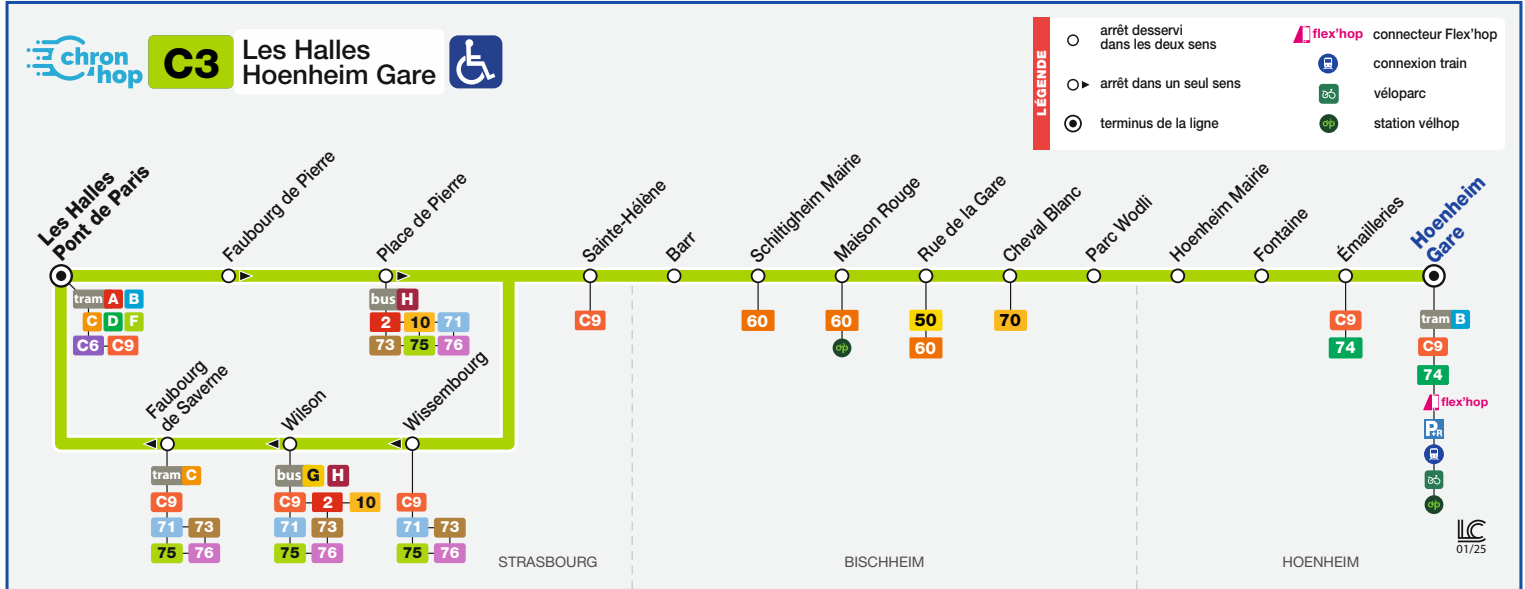 chron
hop
C3
Les Halles
Hoenheim Gare
LÉGENDE
arrêt desservi
dans les deux sens
arrêt dans un seul sens
terminus de la ligne
flex'hop connecteur Flex'hop
connexion train
véloparc
station vélhop
Les Halles
Pont de Paris
Faubourg de Pierre
Place de Pierre
Sainte-Hélène
Barr
Schiltigheim Mairie
Maison Rouge
Rue de la Gare
Cheval Blanc
Parc Wodli
Hoenheim Mairie
Fontaine
Émailleries
Hoenheim
Gare
tram A B
C D F
C6 C9
bus H
2 10 71
73 75 76
C9
60
60
50
60
70
C9
74
tram B
C9
74
flex'hop
P+R
Faubourg
de Saverne
Wilson
Wissembourg
tram C
C9
71 73
75 76
bus G H
C9 2 10
71 73
75 76
C9
71 73
75 76
STRASBOURG
BISCHHEIM
HOENHEIM
LC
01/25